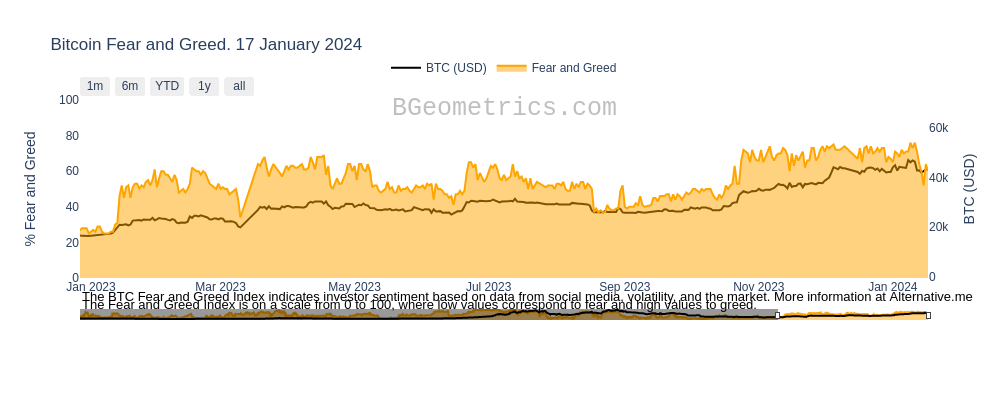 Bitcoin Fear and Greed. 17 January 2024
BTC (USD) Fear and Greed
1m 6m YTD 1y all
BGeometrics.com
100
80
60
40
20
0
% Fear and Greed
60k
40k
20k
0
BTC (USD)
Jan 2023 Mar 2023 May 2023 Jul 2023 Sep 2023 Nov 2023 Jan 2024
The BTC Fear and Greed Index indicates investor sentiment based on data from social media, volatility, and the market. More information at Alternative.me
The Fear and Greed Index is on a scale from 0 to 100, where low values correspond to fear and high values to greed.